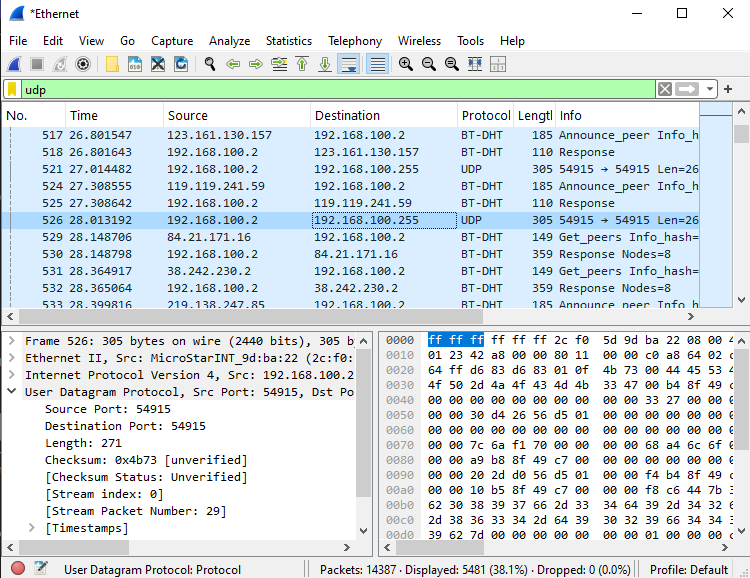 *Ethernet
File Edit View Go Capture Analyze Statistics Telephony Wireless Tools Help
udp
No. Time Source Destination Protocol Lengtl Info
517 26.801547 123.161.130.157 192.168.100.2 BT-DHT 185 Announce_peer Info_h
518 26.801643 192.168.100.2 123.161.130.157 BT-DHT 110 Response
521 27.014482 192.168.100.2 192.168.100.255 UDP 305 54915 → 54915 Len=26
524 27.308555 119.119.241.59 192.168.100.2 BT-DHT 185 Announce_peer Info_h
525 27.308642 192.168.100.2 119.119.241.59 BT-DHT 110 Response
526 28.013192 192.168.100.2 192.168.100.255 UDP 305 54915 → 54915 Len=26
529 28.148706 84.21.171.16 192.168.100.2 BT-DHT 149 Get_peers Info_hash=
530 28.148798 192.168.100.2 84.21.171.16 BT-DHT 359 Response Nodes=8
531 28.364917 38.242.230.2 192.168.100.2 BT-DHT 149 Get_peers Info_hash=
532 28.365064 192.168.100.2 38.242.230.2 BT-DHT 359 Response Nodes=8
533 28.399816 219.138.247.85 192.168.100.2 BT-DHT 185 Announce_peer Info_h
Frame 526: 305 bytes on wire (2440 bits), 305 b
Ethernet II, Src: MicroStarINT_9d:ba:22 (2c:f0:
Internet Protocol Version 4, Src: 192.168.100.2
User Datagram Protocol, Src Port: 54915, Dst Po
Source Port: 54915
Destination Port: 54915
Length: 271
Checksum: 0x4b73 [unverified]
[Checksum Status: Unverified]
[Stream index: 0]
[Stream Packet Number: 29]
[Timestamps]
0000 ff ff ff ff ff ff 2c f0 5d 9d ba 22 08 00 4
0010 01 23 42 a8 00 00 80 11 00 00 c0 a8 64 02 c
0020 64 ff d6 83 d6 83 01 0f 4b 73 00 44 45 53 4
0030 4f 50 2d 4a 4f 43 4d 4b 33 47 00 b4 8f 49 c
0040 00 00 00 00 00 00 00 00 00 00 33 27 00 00 0
0050 00 00 30 d4 26 56 d5 01 00 00 00 00 00 00 0
0070 00 00 7c 6a f1 70 00 00 00 00 68 a4 6c 6f 0
0080 00 00 a9 b8 8f 49 c7 00 00 00 00 00 00 00 0
0090 00 00 20 2d d0 56 d5 01 00 00 f4 b4 8f 49 c
00a0 00 00 10 b5 8f 49 c7 00 00 00 f8 c6 44 7b 3
00b0 62 30 38 39 37 66 2d 33 34 64 39 2d 34 32 6
00c0 2d 38 36 33 34 2d 64 39 30 32 39 66 34 34 3
00d0 39 62 7d 00 00 00 00 00 00 00 01 00 00 00 c
User Datagram Protocol: Protocol
Packets: 14387 · Displayed: 5481 (38.1%) · Dropped: 0 (0.0%)
Profile: Default